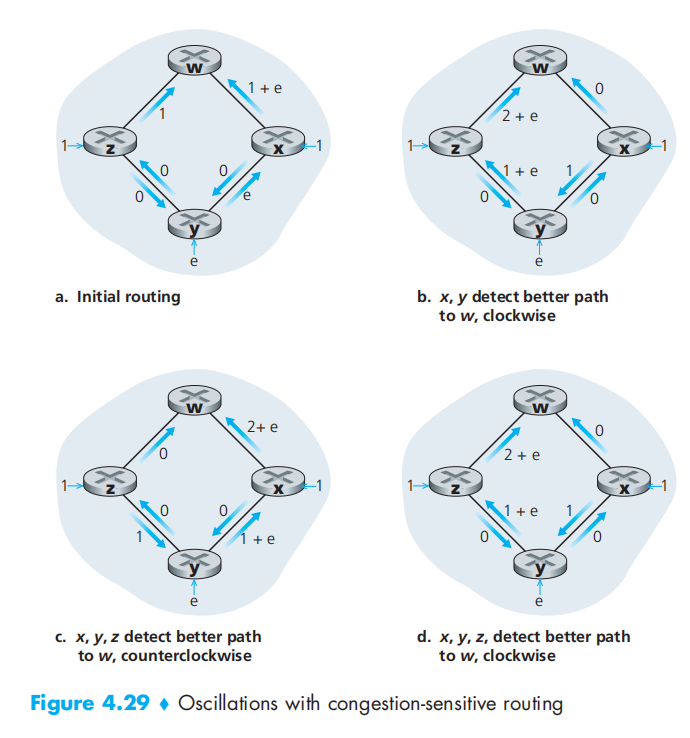 w
1 + e
1
1
z
x
1
0
0
0
e
y
e
a. Initial routing
w
0
2 + e
1
z
x
1
1 + e
1
0
0
y
e
b. x, y detect better path
to w, clockwise
w
2+ e
0
1
z
x
1
0
0
1
1 + e
y
e
c. x, y, z detect better path
to w, counterclockwise
w
0
2 + e
1
z
x
1
1 + e
1
0
0
y
e
d. x, y, z, detect better path
to w, clockwise
Figure 4.29 ♦ Oscillations with congestion-sensitive routing